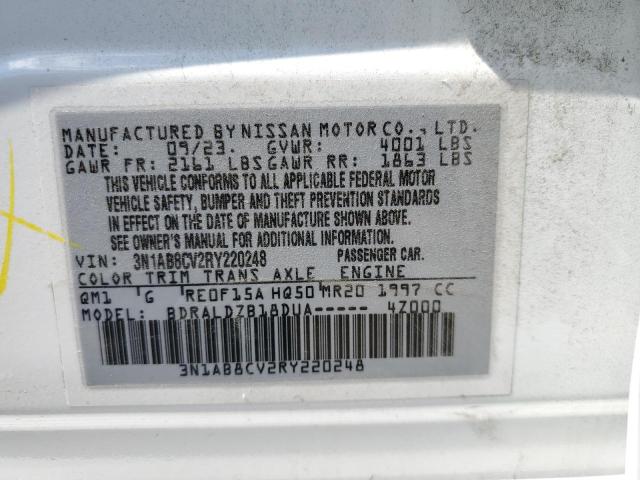 MANUFACTURED BY NISSAN MOTOR CO., LTD.
DATE: 09/23. GVWR: 4001 LBS
GAWR FR: 2161 LBS GAWR RR: 1863 LBS
THIS VEHICLE CONFORMS TO ALL APPLICABLE FEDERAL MOTOR
VEHICLE SAFETY, BUMPER AND THEFT PREVENTION STANDARDS
IN EFFECT ON THE DATE OF MANUFACTURE SHOWN ABOVE.
SEE OWNER'S MANUAL FOR ADDITIONAL INFORMATION.
VIN: 3N1AB8CV2RY220248 PASSENGER CAR.
COLOR TRIM TRANS AXLE ENGINE
QM1 G RE0F15A HQ50 MR20 1997 CC
MODEL: BDRALDZB18DUA----- 4Z000
3N1AB8CV2RY220248